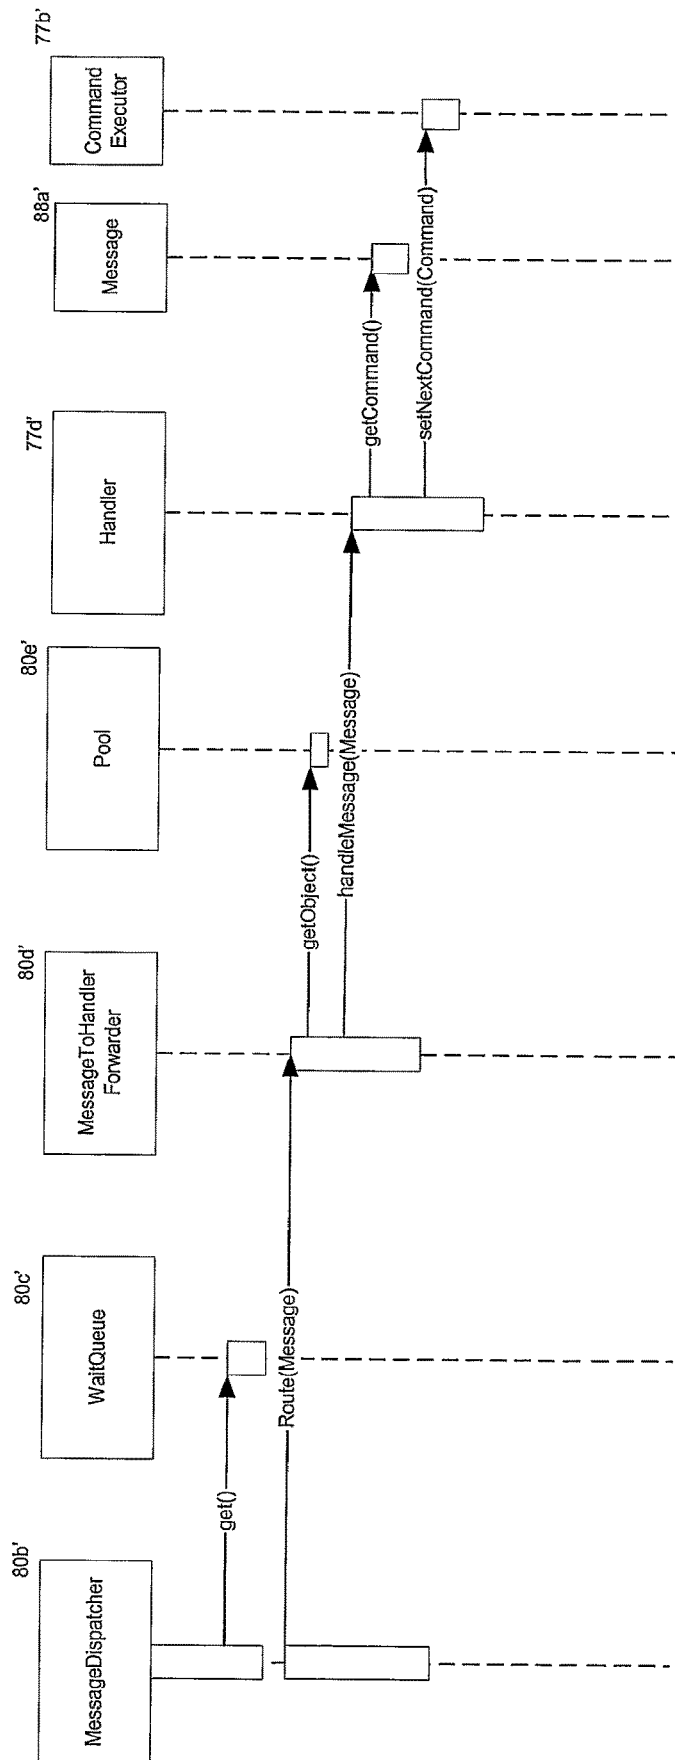 80b'
MessageDispatcher
80c'
WaitQueue
80d'
MessageToHandler
Forwarder
80e'
Pool
77d'
Handler
88a'
Message
77b'
Command
Executor
get()
Route(Message)
getObject()
handleMessage(Message)
getCommand()
setNextCommand(Command)